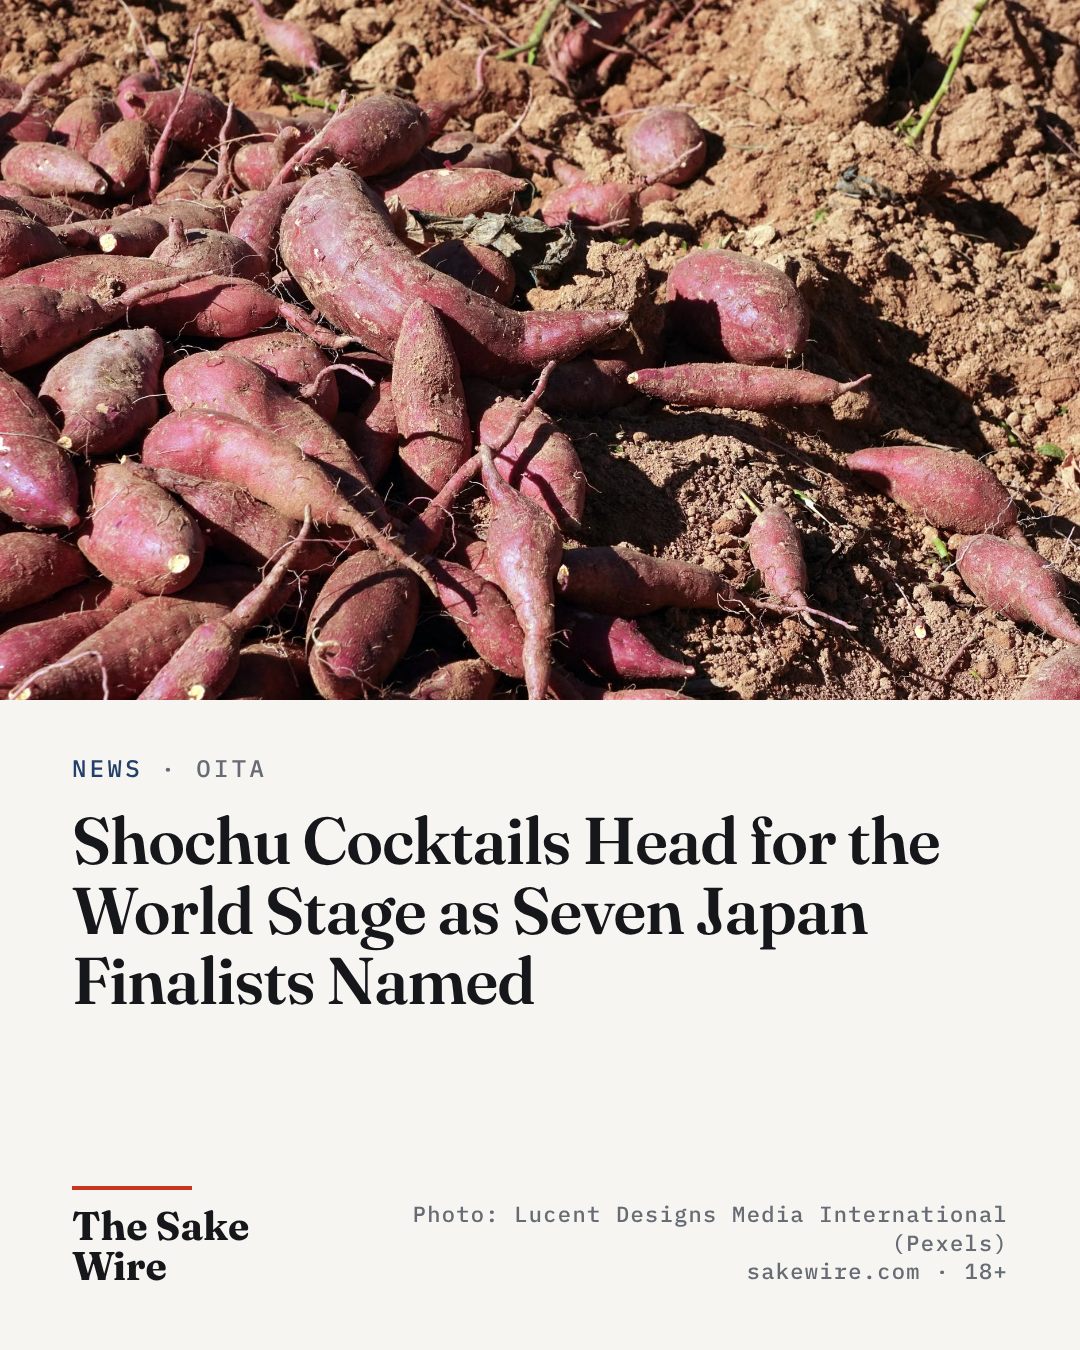 NEWS · OITA
Shochu Cocktails Head for the
World Stage as Seven Japan
Finalists Named
The Sake
Wire
Photo: Lucent Designs Media International
(Pexels)
sakewire.com · 18+